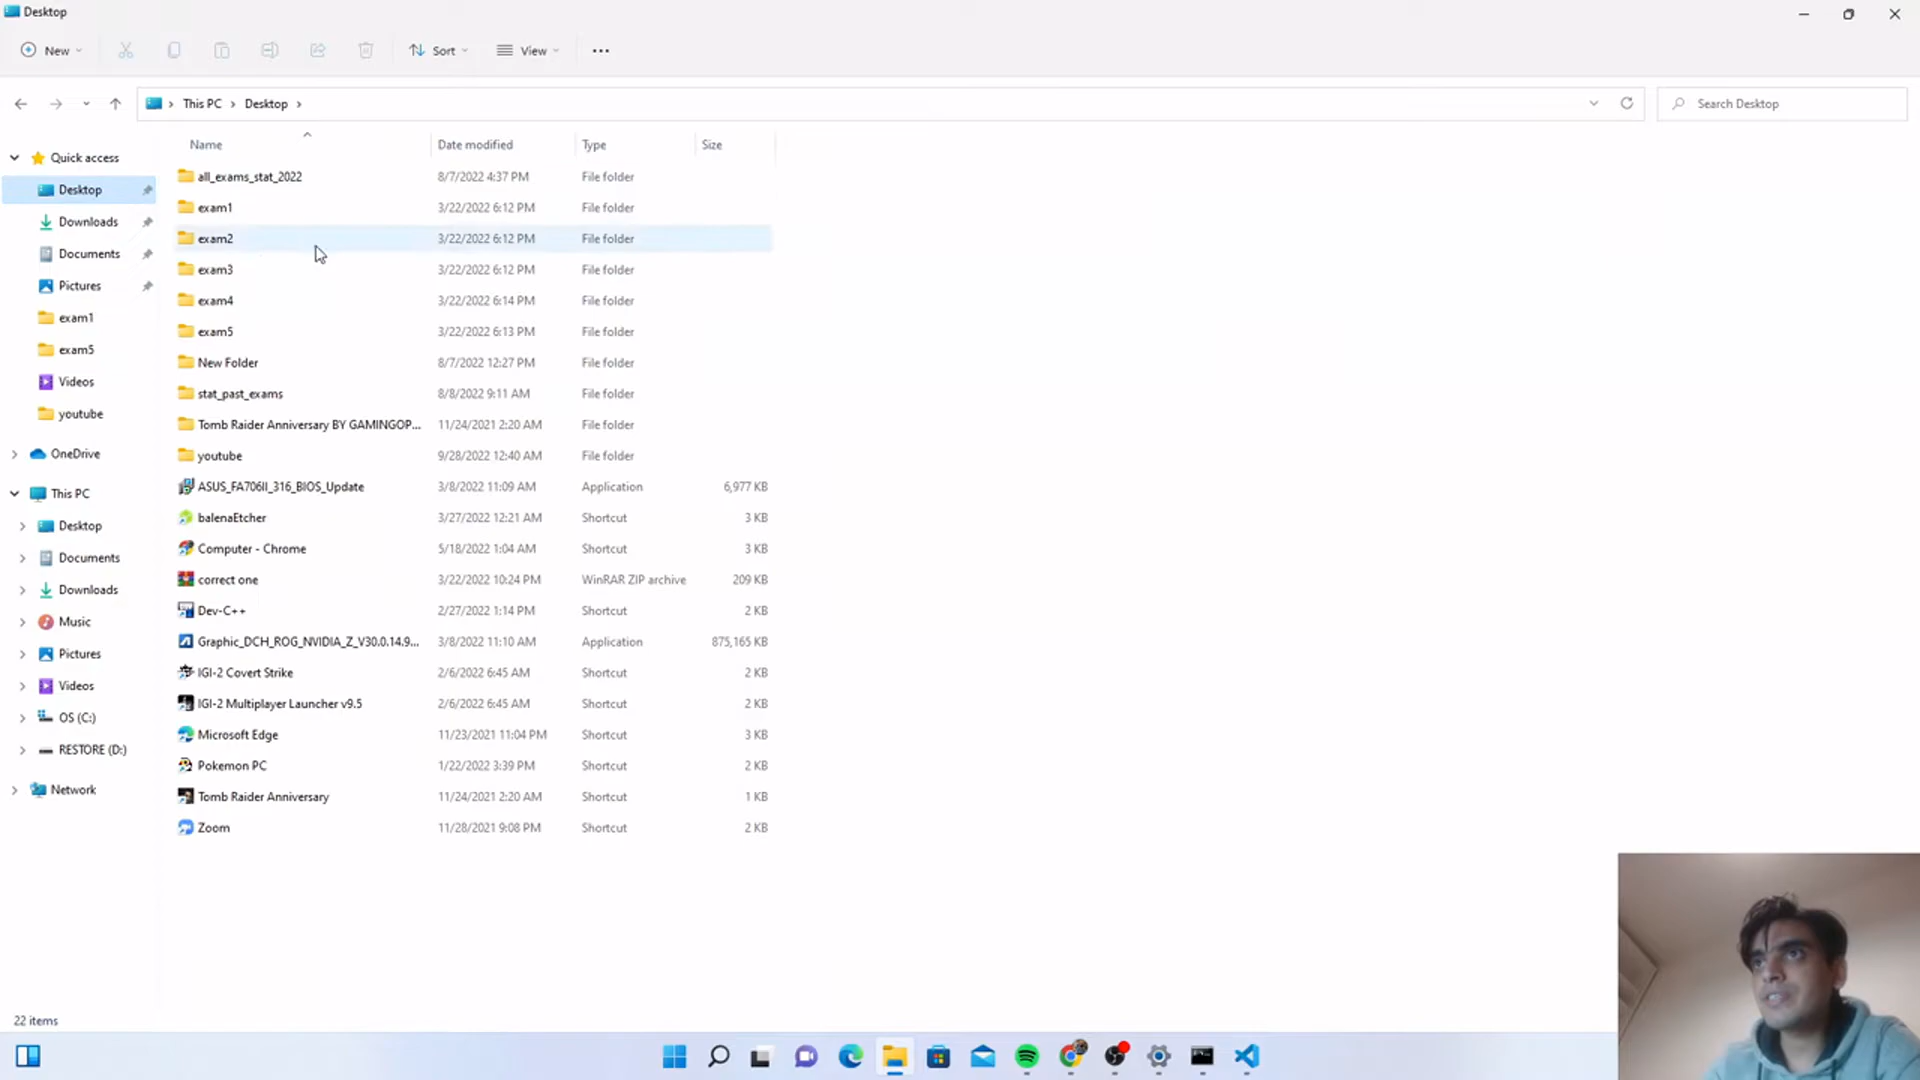 Desktop
New
Sort
View
This PC
Desktop
Search Desktop
Name
Date modified
Type
Size
Quick access
Desktop
Downloads
Documents
Pictures
exam1
exam5
Videos
youtube
OneDrive
This PC
Desktop
Documents
Downloads
Music
Pictures
Videos
OS (C:)
RESTORE (D:)
Network
all_exams_stat_2022 8/7/2022 4:37 PM File folder
exam1 3/22/2022 6:12 PM File folder
exam2 3/22/2022 6:12 PM File folder
exam3 3/22/2022 6:12 PM File folder
exam4 3/22/2022 6:14 PM File folder
exam5 3/22/2022 6:13 PM File folder
New Folder 8/7/2022 12:27 PM File folder
stat_past_exams 8/8/2022 9:11 AM File folder
Tomb Raider Anniversary BY GAMINGOP... 11/24/2021 2:20 AM File folder
youtube 9/28/2022 12:40 AM File folder
ASUS_FA706II_316_BIOS_Update 3/8/2022 11:09 AM Application 6,977 KB
balenaEtcher 3/27/2022 12:21 AM Shortcut 3 KB
Computer - Chrome 5/18/2022 1:04 AM Shortcut 3 KB
correct one 3/22/2022 10:24 PM WinRAR ZIP archive 209 KB
Dev-C++ 2/27/2022 1:14 PM Shortcut 2 KB
Graphic_DCH_ROG_NVIDIA_Z_V30.0.14.9... 3/8/2022 11:10 AM Application 875,165 KB
IGI-2 Covert Strike 2/6/2022 6:45 AM Shortcut 2 KB
IGI-2 Multiplayer Launcher v9.5 2/6/2022 6:45 AM Shortcut 2 KB
Microsoft Edge 11/23/2021 11:04 PM Shortcut 3 KB
Pokemon PC 1/22/2022 3:39 PM Shortcut 2 KB
Tomb Raider Anniversary 11/24/2021 2:20 AM Shortcut 1 KB
Zoom 11/28/2021 9:08 PM Shortcut 2 KB
22 items